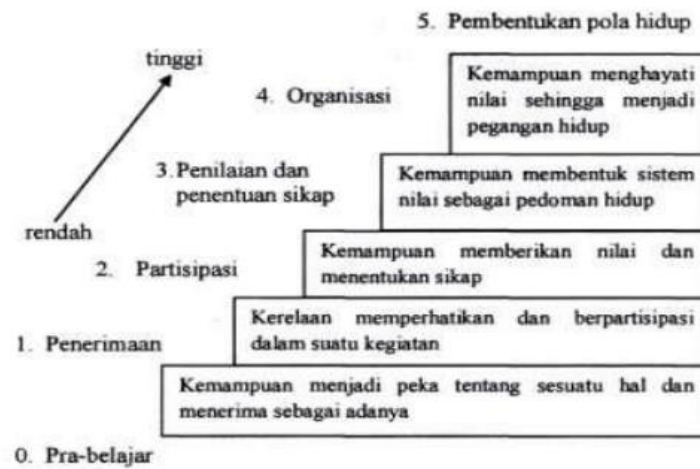 5. Pembentukan pola hidup
tinggi
Kemampuan menghayati
nilai sehingga menjadi
pegangan hidup
4. Organisasi
3. Penilaian dan
penentuan sikap
Kemampuan membentuk sistem
nilai sebagai pedoman hidup
rendah
2. Partisipasi
Kemampuan memberikan nilai dan
menentukan sikap
1. Penerimaan
Kerelaan memperhatikan dan berpartisipasi
dalam suatu kegiatan
Kemampuan menjadi peka tentang sesuatu hal dan
menerima sebagai adanya
0. Pra-belajar